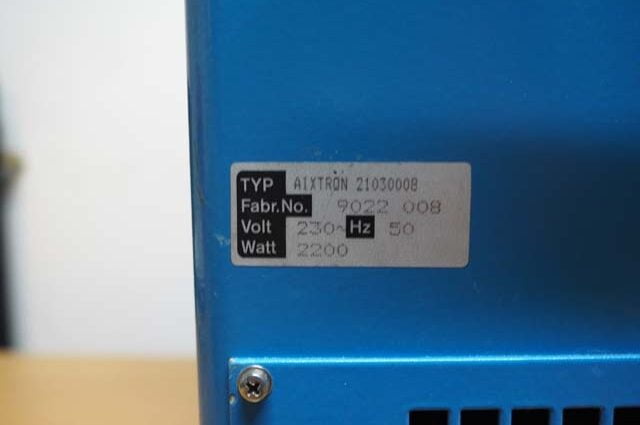 TYP AIXTRON 21030008
Fabr.No. 9022 008
Volt 230~ Hz 50
Watt 2200